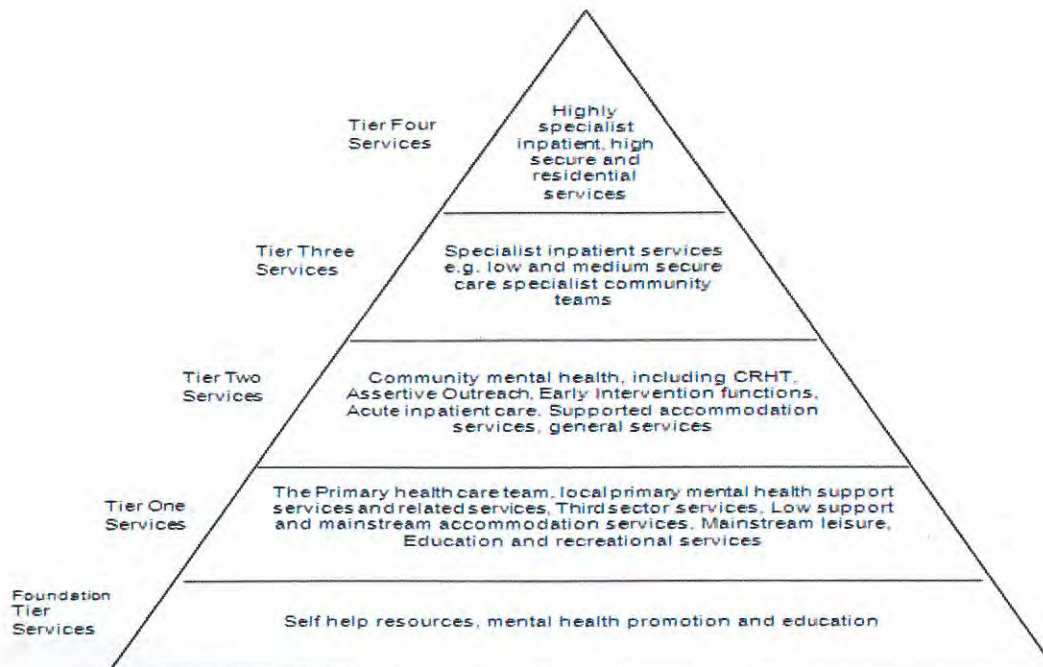 Tier Four
Services
Highly
specialist
inpatient, high
secure and
residential
services
Tier Three
Services
Specialist inpatient services
e.g. low and medium secure
care specialist community
teams
Tier Two
Services
Community mental health, including CRHT,
Assertive Outreach, Early Intervention functions,
Acute inpatient care, Supported accommodation
services, general services
Tier One
Services
The Primary health care team, local primary mental health support
services and related services, Third sector services, Low support
and mainstream accommodation services, Mainstream leisure,
Education and recreational services
Foundation
Tier
Services
Self help resources, mental health promotion and education